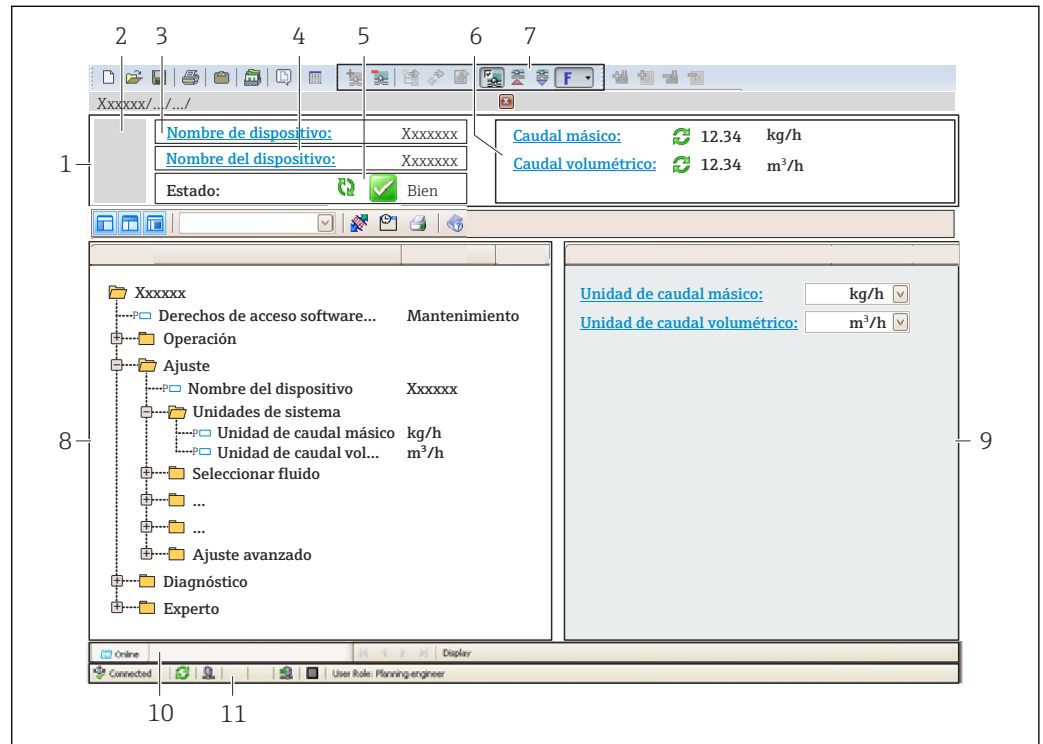 2 3 4 5 6 7
F
Xxxxxx/.../.../
1
Nombre de dispositivo: Xxxxxxx
Nombre del dispositivo: Xxxxxxx
Estado: Bien
Caudal másico: 12.34 kg/h
Caudal volumétrico: 12.34 m³/h
Xxxxxx
Derechos de acceso software... Mantenimiento
Operación
Ajuste
Nombre del dispositivo Xxxxxx
Unidades de sistema
Unidad de caudal másico kg/h
Unidad de caudal vol... m³/h
Seleccionar fluido
...
...
Ajuste avanzado
Diagnóstico
Experto
8
Unidad de caudal másico: kg/h
Unidad de caudal volumétrico: m³/h
9
Online Display
Connected User Role: Planning engineer
10 11